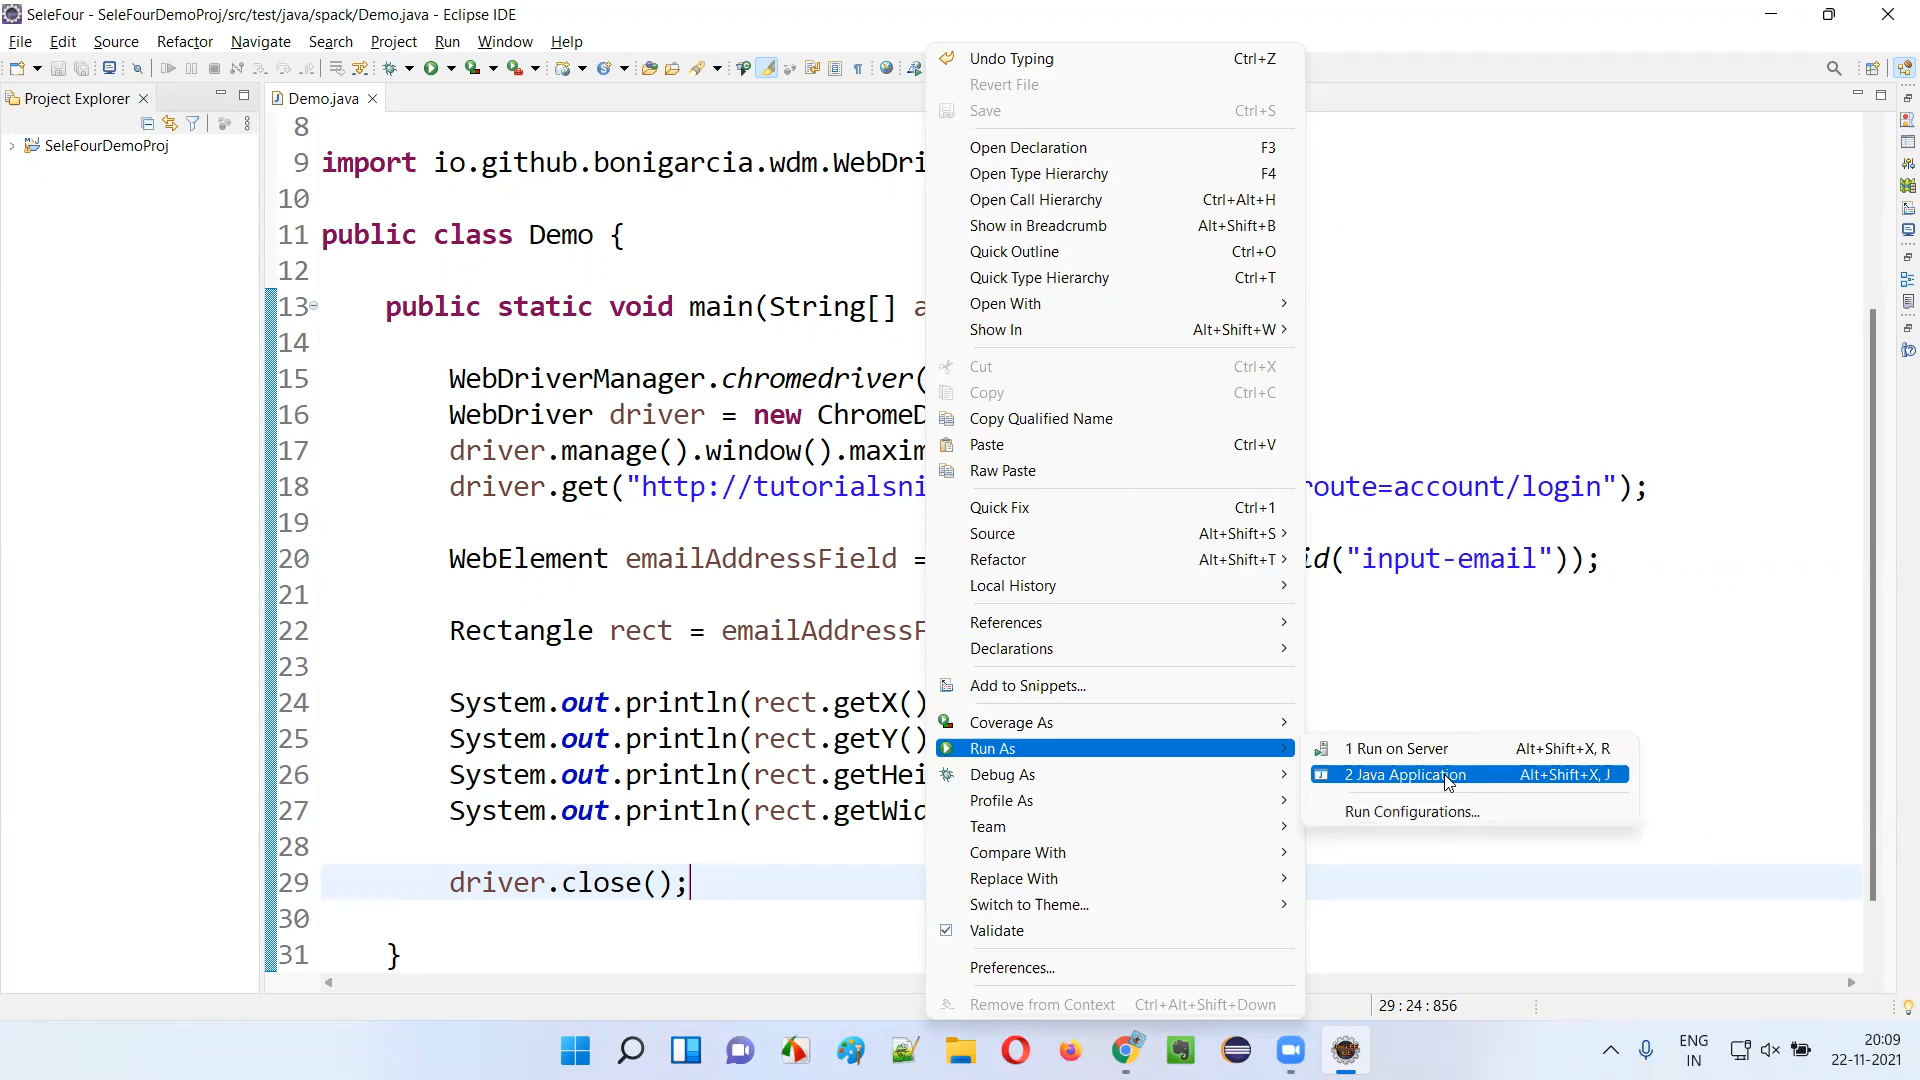 SeleFour - SeleFourDemoProj/src/test/java/spack/Demo.java - Eclipse IDE
File Edit Source Refactor Navigate Search Project Run Window Help
Project Explorer
Demo.java
SeleFourDemoProj
8
9 import io.github.bonigarcia.wdm.WebDri
10
11 public class Demo {
12
13 public static void main(String[] a
14
15 WebDriverManager.chromedriver(
16 WebDriver driver = new ChromeD
17 driver.manage().window().maxim
18 driver.get("http://tutorialsni route=account/login");
19
20 WebElement emailAddressField = id("input-email"));
21
22 Rectangle rect = emailAddressF
23
24 System.out.println(rect.getX()
25 System.out.println(rect.getY()
26 System.out.println(rect.getHei
27 System.out.println(rect.getWid
28
29 driver.close();
30
31 }
Undo Typing Ctrl+Z
Revert File
Save Ctrl+S
Open Declaration F3
Open Type Hierarchy F4
Open Call Hierarchy Ctrl+Alt+H
Show in Breadcrumb Alt+Shift+B
Quick Outline Ctrl+O
Quick Type Hierarchy Ctrl+T
Open With
Show In Alt+Shift+W
Cut Ctrl+X
Copy Ctrl+C
Copy Qualified Name
Paste Ctrl+V
Raw Paste
Quick Fix Ctrl+1
Source Alt+Shift+S
Refactor Alt+Shift+T
Local History
References
Declarations
Add to Snippets...
Coverage As
Run As
Debug As
Profile As
Team
Compare With
Replace With
Switch to Theme...
Validate
Preferences...
Remove from Context Ctrl+Alt+Shift+Down
1 Run on Server Alt+Shift+X, R
2 Java Application Alt+Shift+X, J
Run Configurations...
29 : 24 : 856
ENG
IN
20:09
22-11-2021